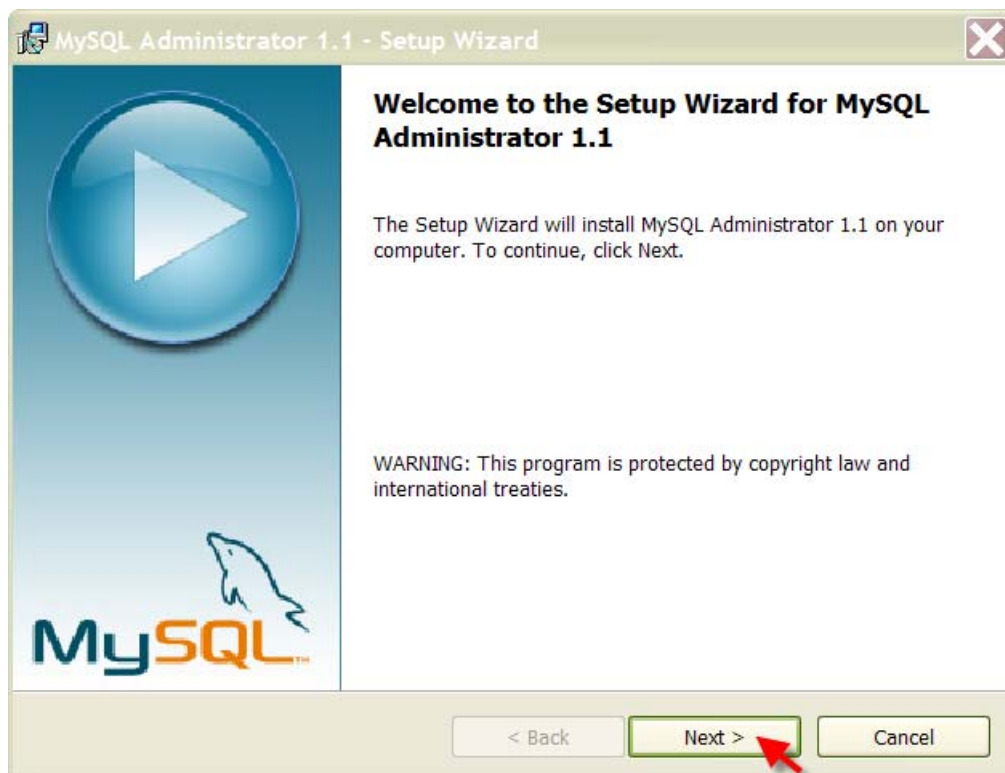 MySQL Administrator 1.1 - Setup Wizard
Welcome to the Setup Wizard for MySQL
Administrator 1.1
The Setup Wizard will install MySQL Administrator 1.1 on your
computer. To continue, click Next.
WARNING: This program is protected by copyright law and
international treaties.
MySQL™
< Back
Next >
Cancel